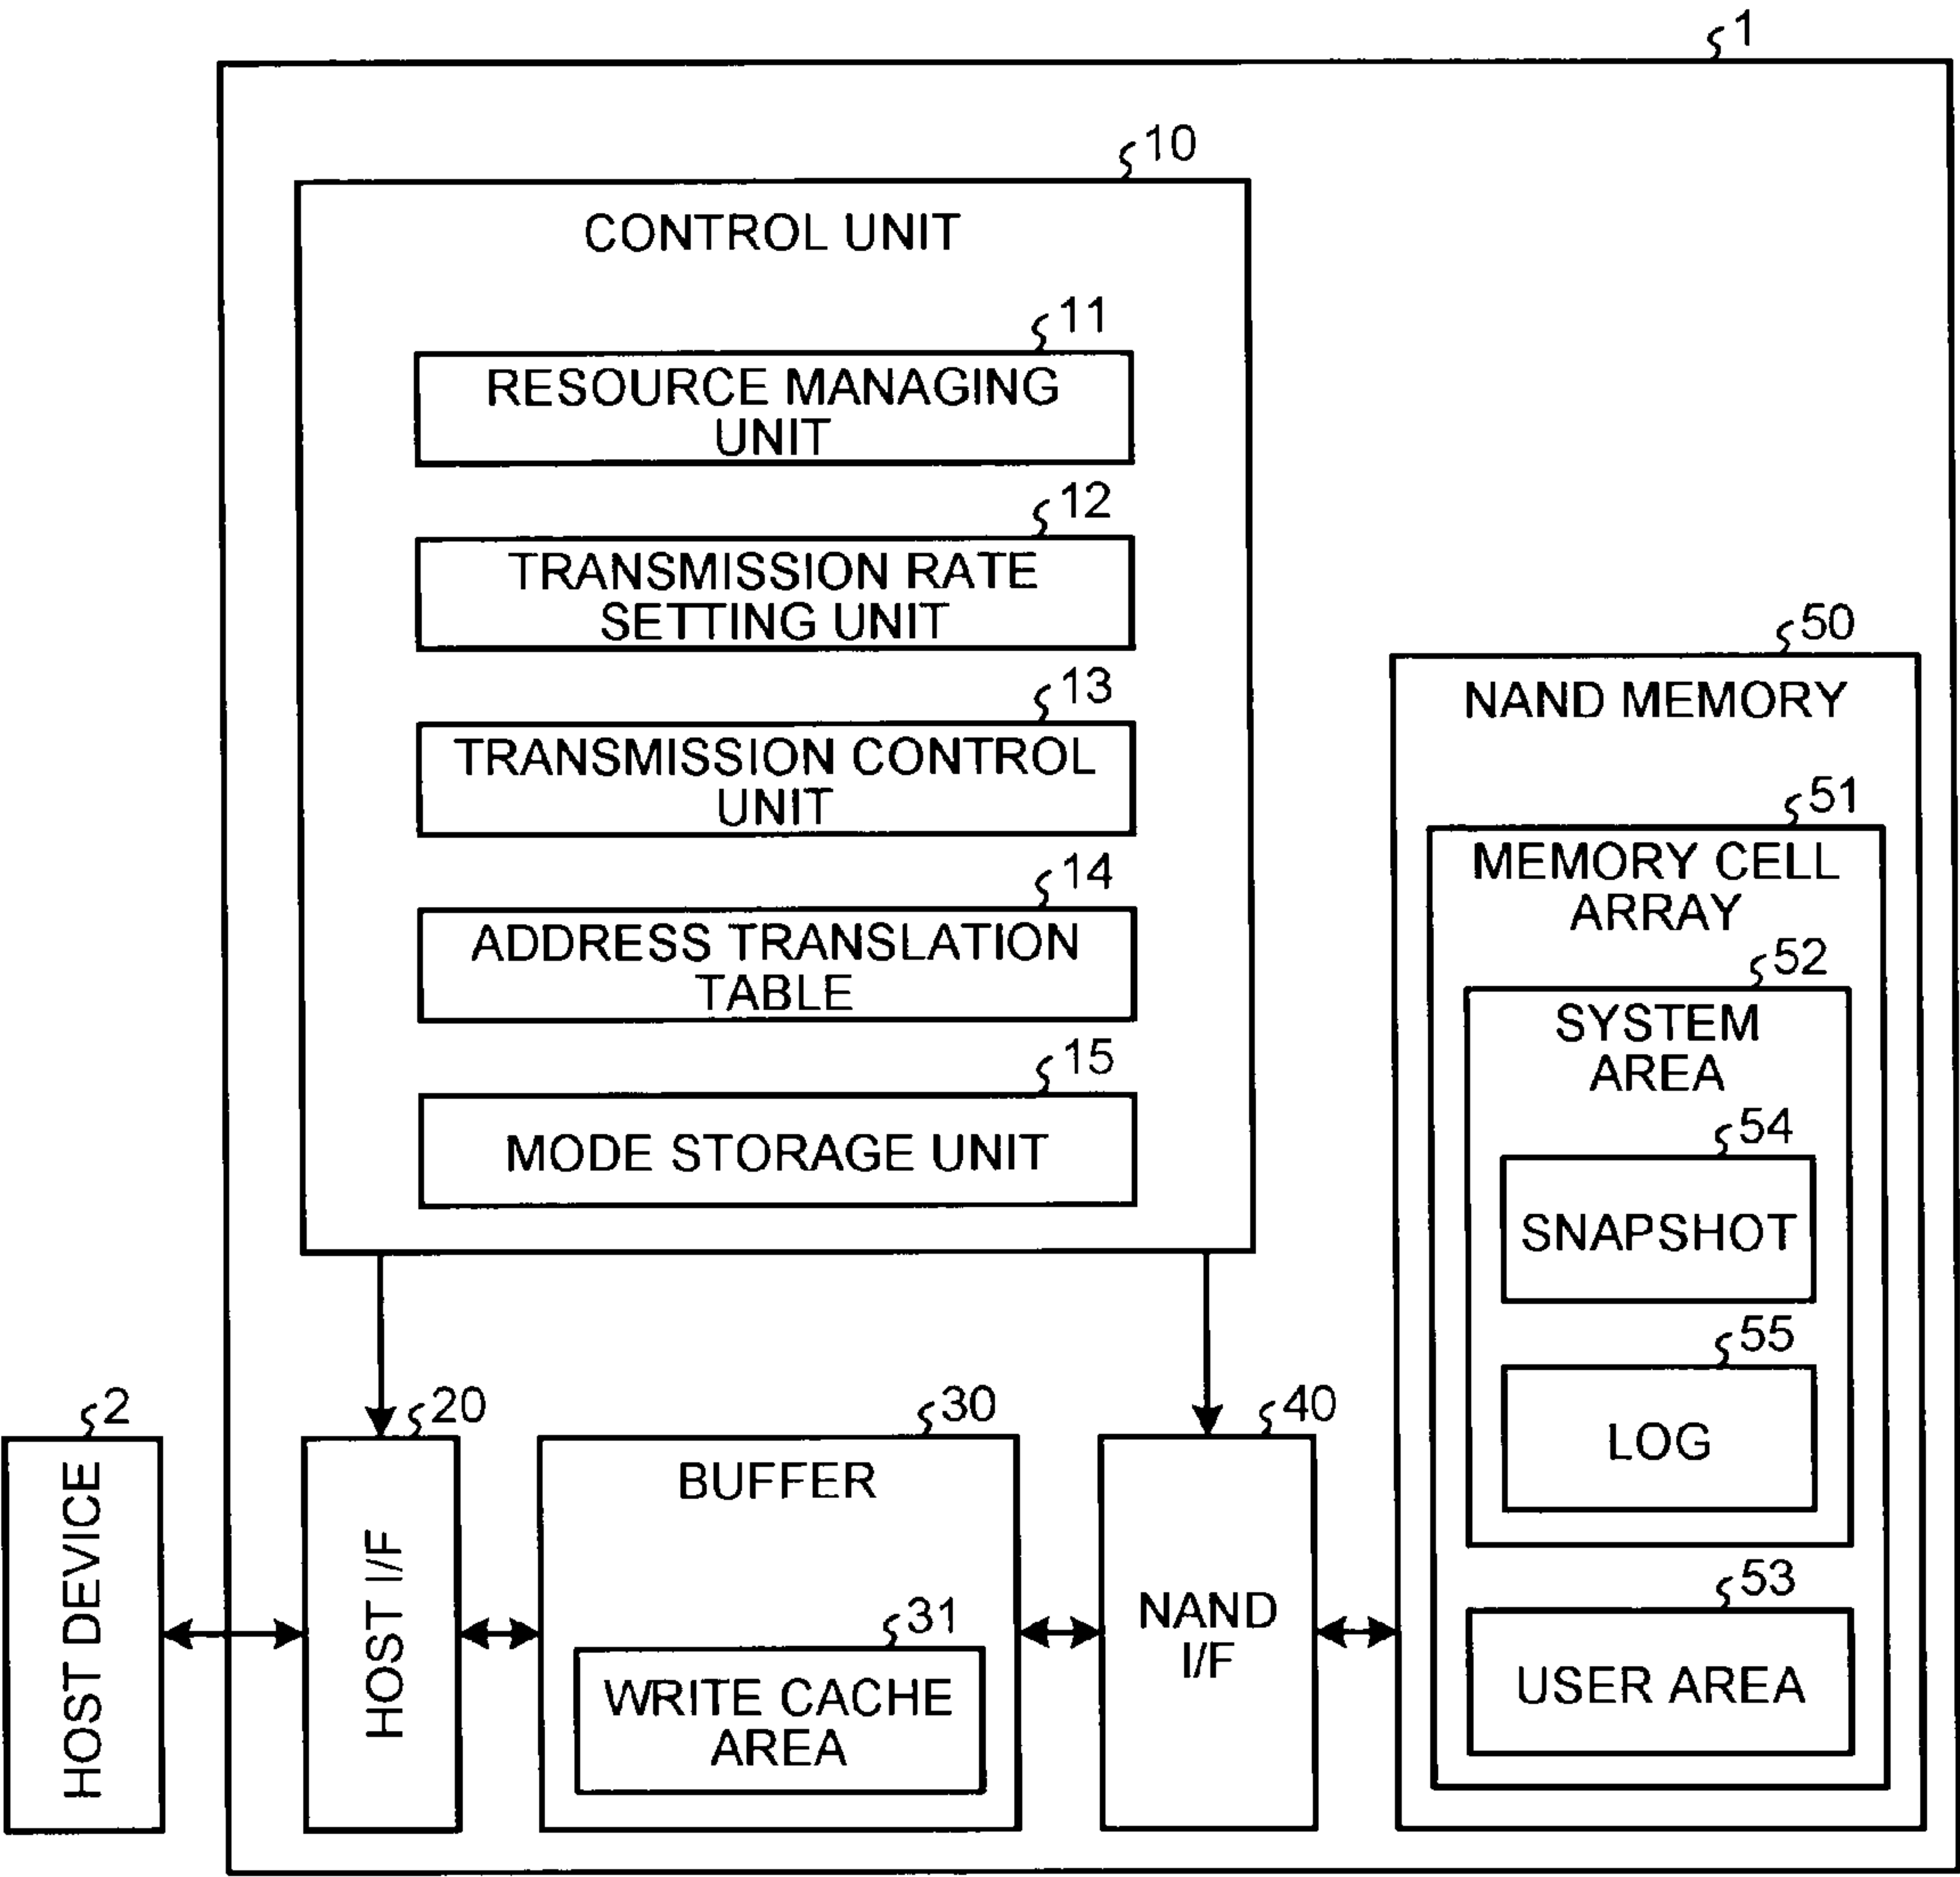 1
10
CONTROL UNIT
11
RESOURCE MANAGING
UNIT
12
TRANSMISSION RATE
SETTING UNIT
13
TRANSMISSION CONTROL
UNIT
14
ADDRESS TRANSLATION
TABLE
15
MODE STORAGE UNIT
2
HOST DEVICE
20
HOST I/F
30
BUFFER
31
WRITE CACHE
AREA
40
NAND
I/F
50
NAND MEMORY
51
MEMORY CELL
ARRAY
52
SYSTEM
AREA
54
SNAPSHOT
55
LOG
53
USER AREA